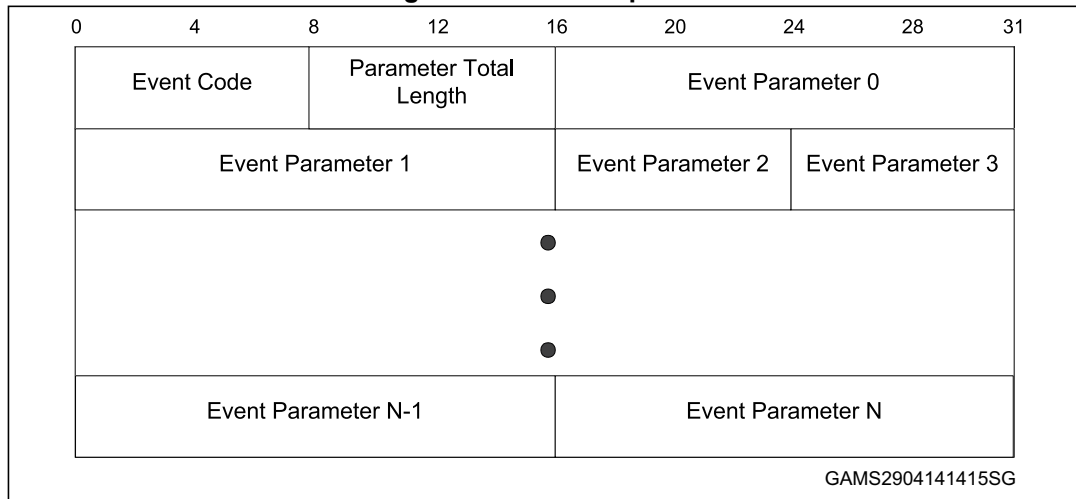 0 4 8 12 16 20 24 28 31
Event Code
Parameter Total
Length
Event Parameter 0
Event Parameter 1
Event Parameter 2
Event Parameter 3
Event Parameter N-1
Event Parameter N
GAMS2904141415SG